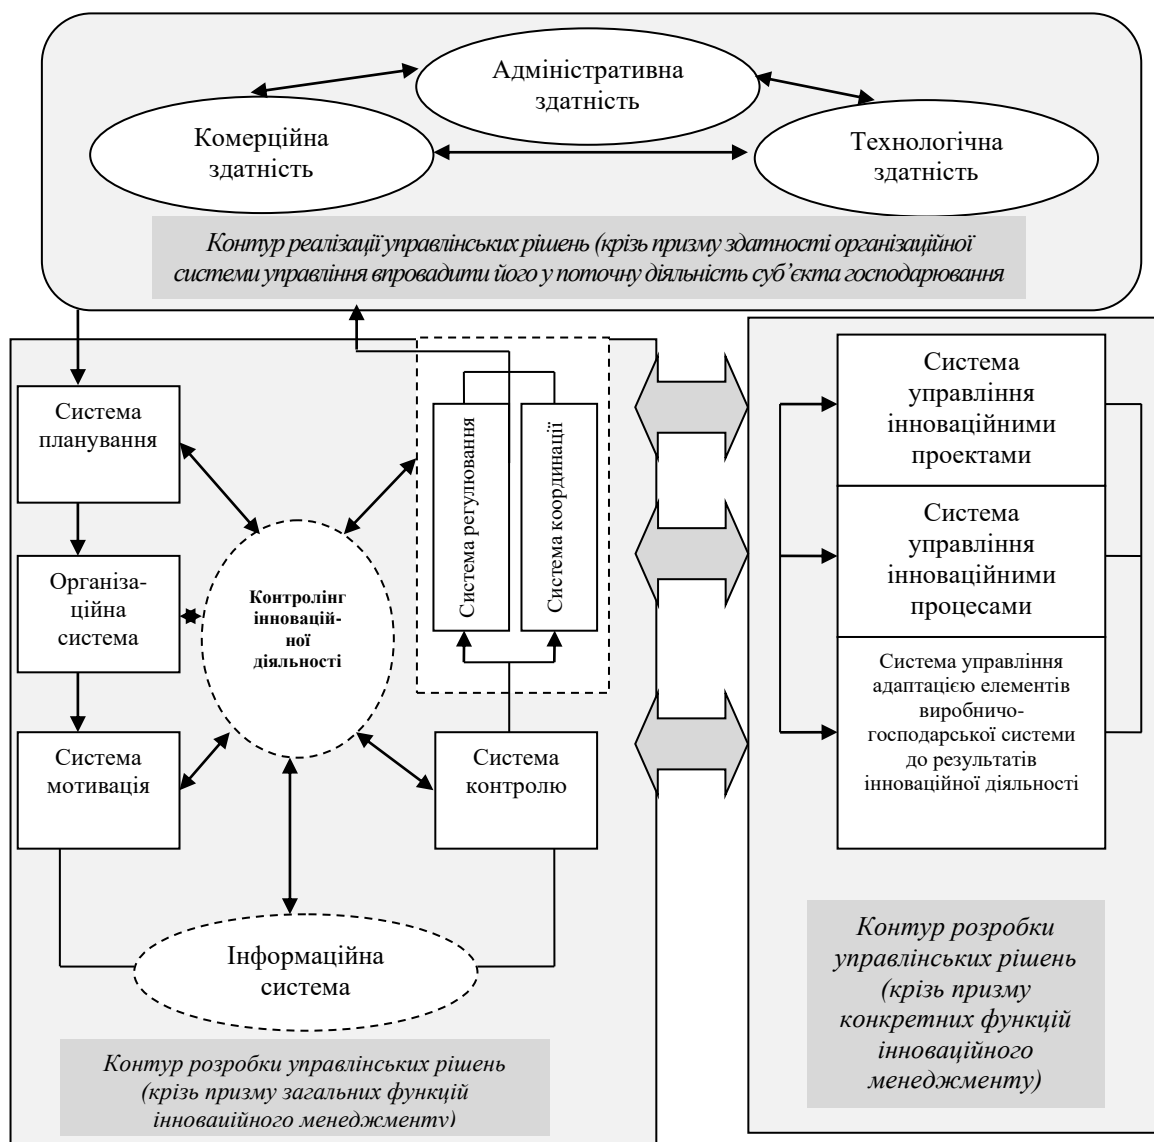 Адміністративна
здатність
Комерційна
здатність
Технологічна
здатність
Контур реалізації управлінських рішень (крізь призму здатності організаційної
системи управління впровадити його у поточну діяльність суб’єкта господарювання
Система
планування
Організа-
ційна
система
Система
мотивація
Контролінг
інновацій-
ної
діяльності
Система регулювання
Система координації
Система
контролю
Інформаційна
система
Контур розробки управлінських рішень
(крізь призму загальних функцій
інноваційного менеджменту)
Система
управління
інноваційними
проектами
Система
управління
інноваційними
процесами
Система управління
адаптацією елементів
виробничо-
господарської системи
до результатів
інноваційної діяльності
Контур розробки
управлінських рішень
(крізь призму
конкретних функцій
інноваційного
менеджменту)